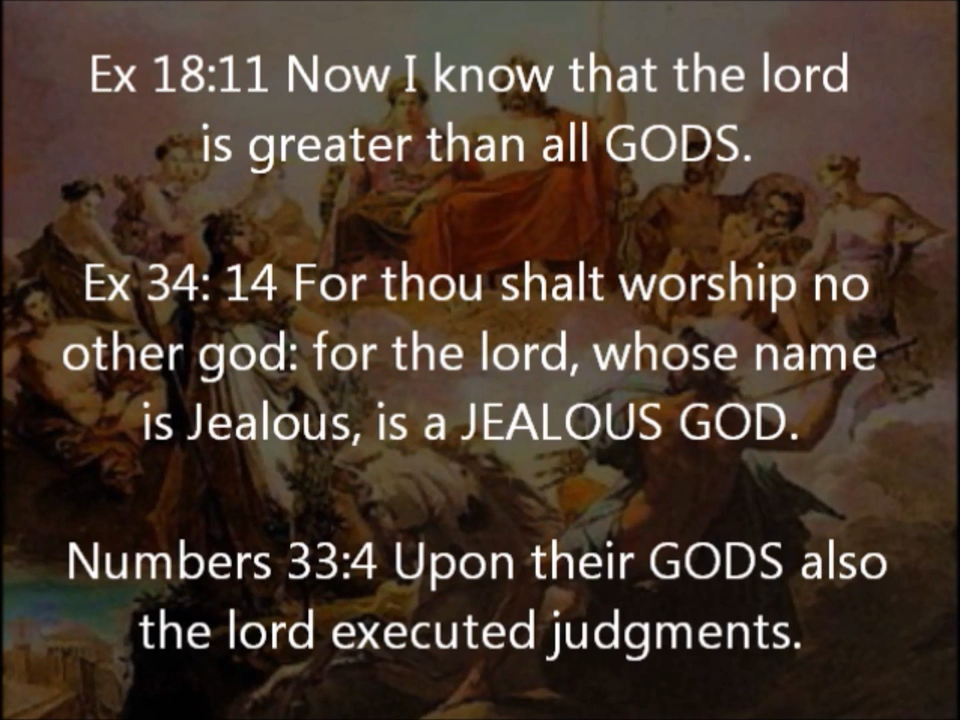 Ex 18:11 Now I know that the lord
is greater than all GODS.
Ex 34: 14 For thou shalt worship no
other god: for the lord, whose name
is Jealous, is a JEALOUS GOD.
Numbers 33:4 Upon their GODS also
the lord executed judgments.